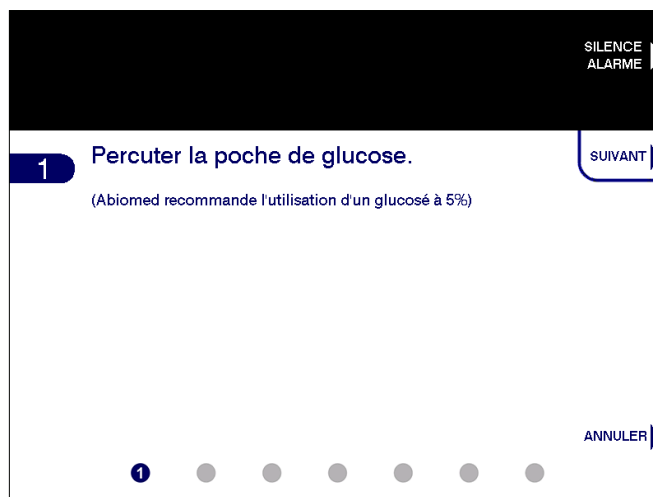 SILENCE
ALARME
1
Percuter la poche de glucose.
SUIVANT
(Abiomed recommande l'utilisation d'un glucosé à 5%)
ANNULER
1